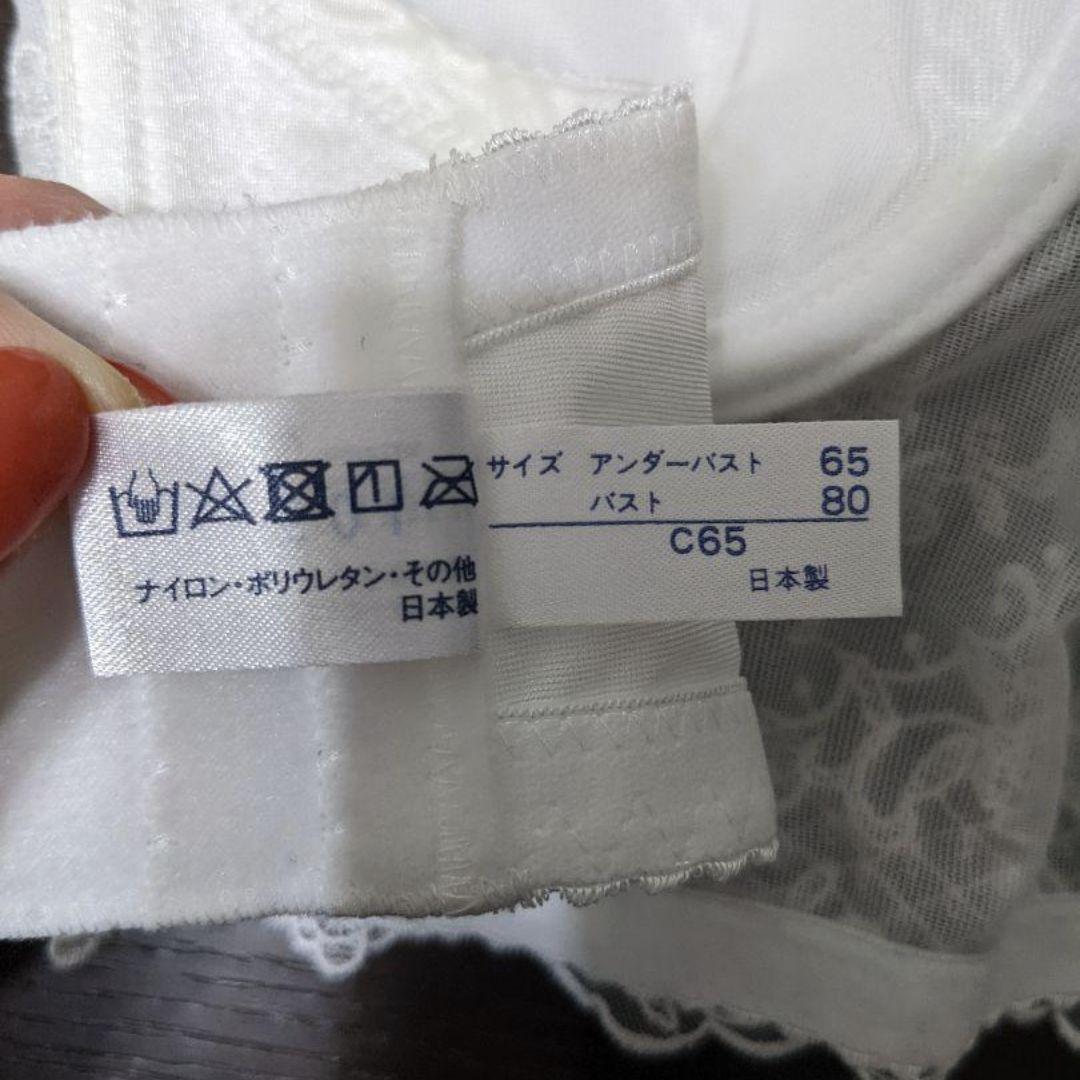 ナイロン・ポリウレタン・その他
日本製
サイズ アンダーバスト 65
バスト 80
C65
日本製